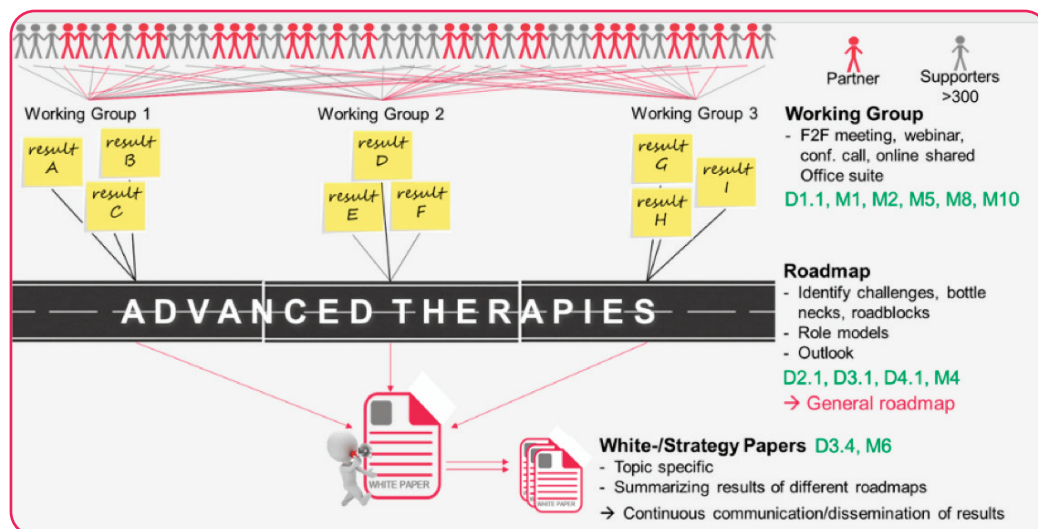 Partner
Supporters
>300
Working Group 1
Working Group 2
Working Group 3
result
A
result
B
result
C
result
D
result
E
result
F
result
G
result
H
result
I
Working Group
- F2F meeting, webinar,
conf. call, online shared
Office suite
D1.1, M1, M2, M5, M8, M10
ADVANCED THERAPIES
Roadmap
- Identify challenges, bottle
necks, roadblocks
- Role models
- Outlook
D2.1, D3.1, D4.1, M4
→ General roadmap
WHITE PAPER
WHITE PAPER
White-/Strategy Papers D3.4, M6
- Topic specific
- Summarizing results of different roadmaps
→ Continuous communication/dissemination of results